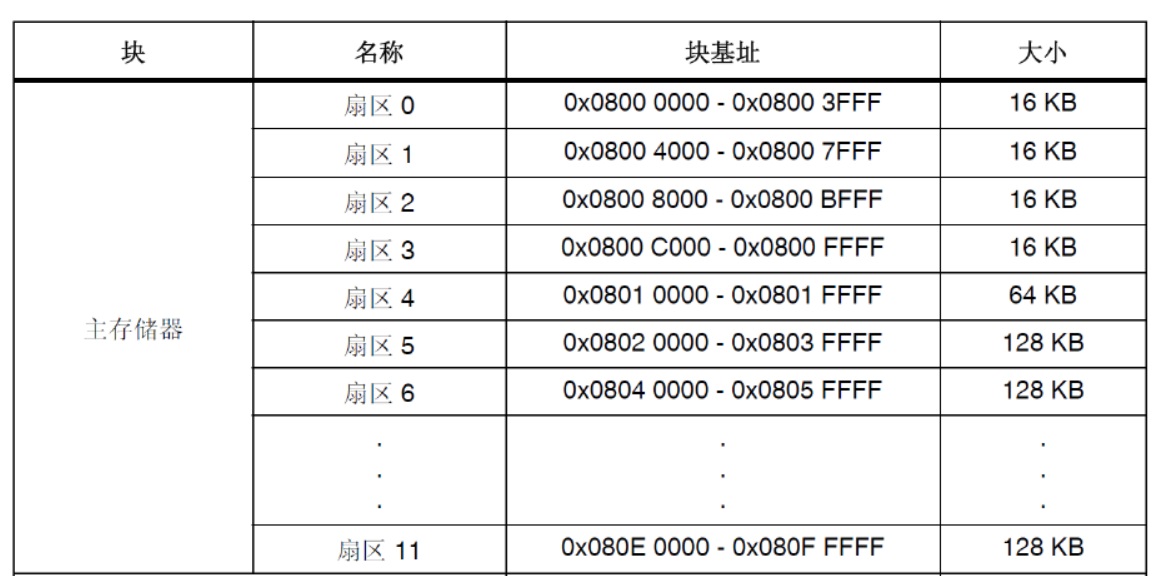 块 名称 块基址 大小
主存储器
扇区 0 0x0800 0000 - 0x0800 3FFF 16 KB
扇区 1 0x0800 4000 - 0x0800 7FFF 16 KB
扇区 2 0x0800 8000 - 0x0800 BFFF 16 KB
扇区 3 0x0800 C000 - 0x0800 FFFF 16 KB
扇区 4 0x0801 0000 - 0x0801 FFFF 64 KB
扇区 5 0x0802 0000 - 0x0803 FFFF 128 KB
扇区 6 0x0804 0000 - 0x0805 FFFF 128 KB
. . .
. . .
. . .
扇区 11 0x080E 0000 - 0x080F FFFF 128 KB